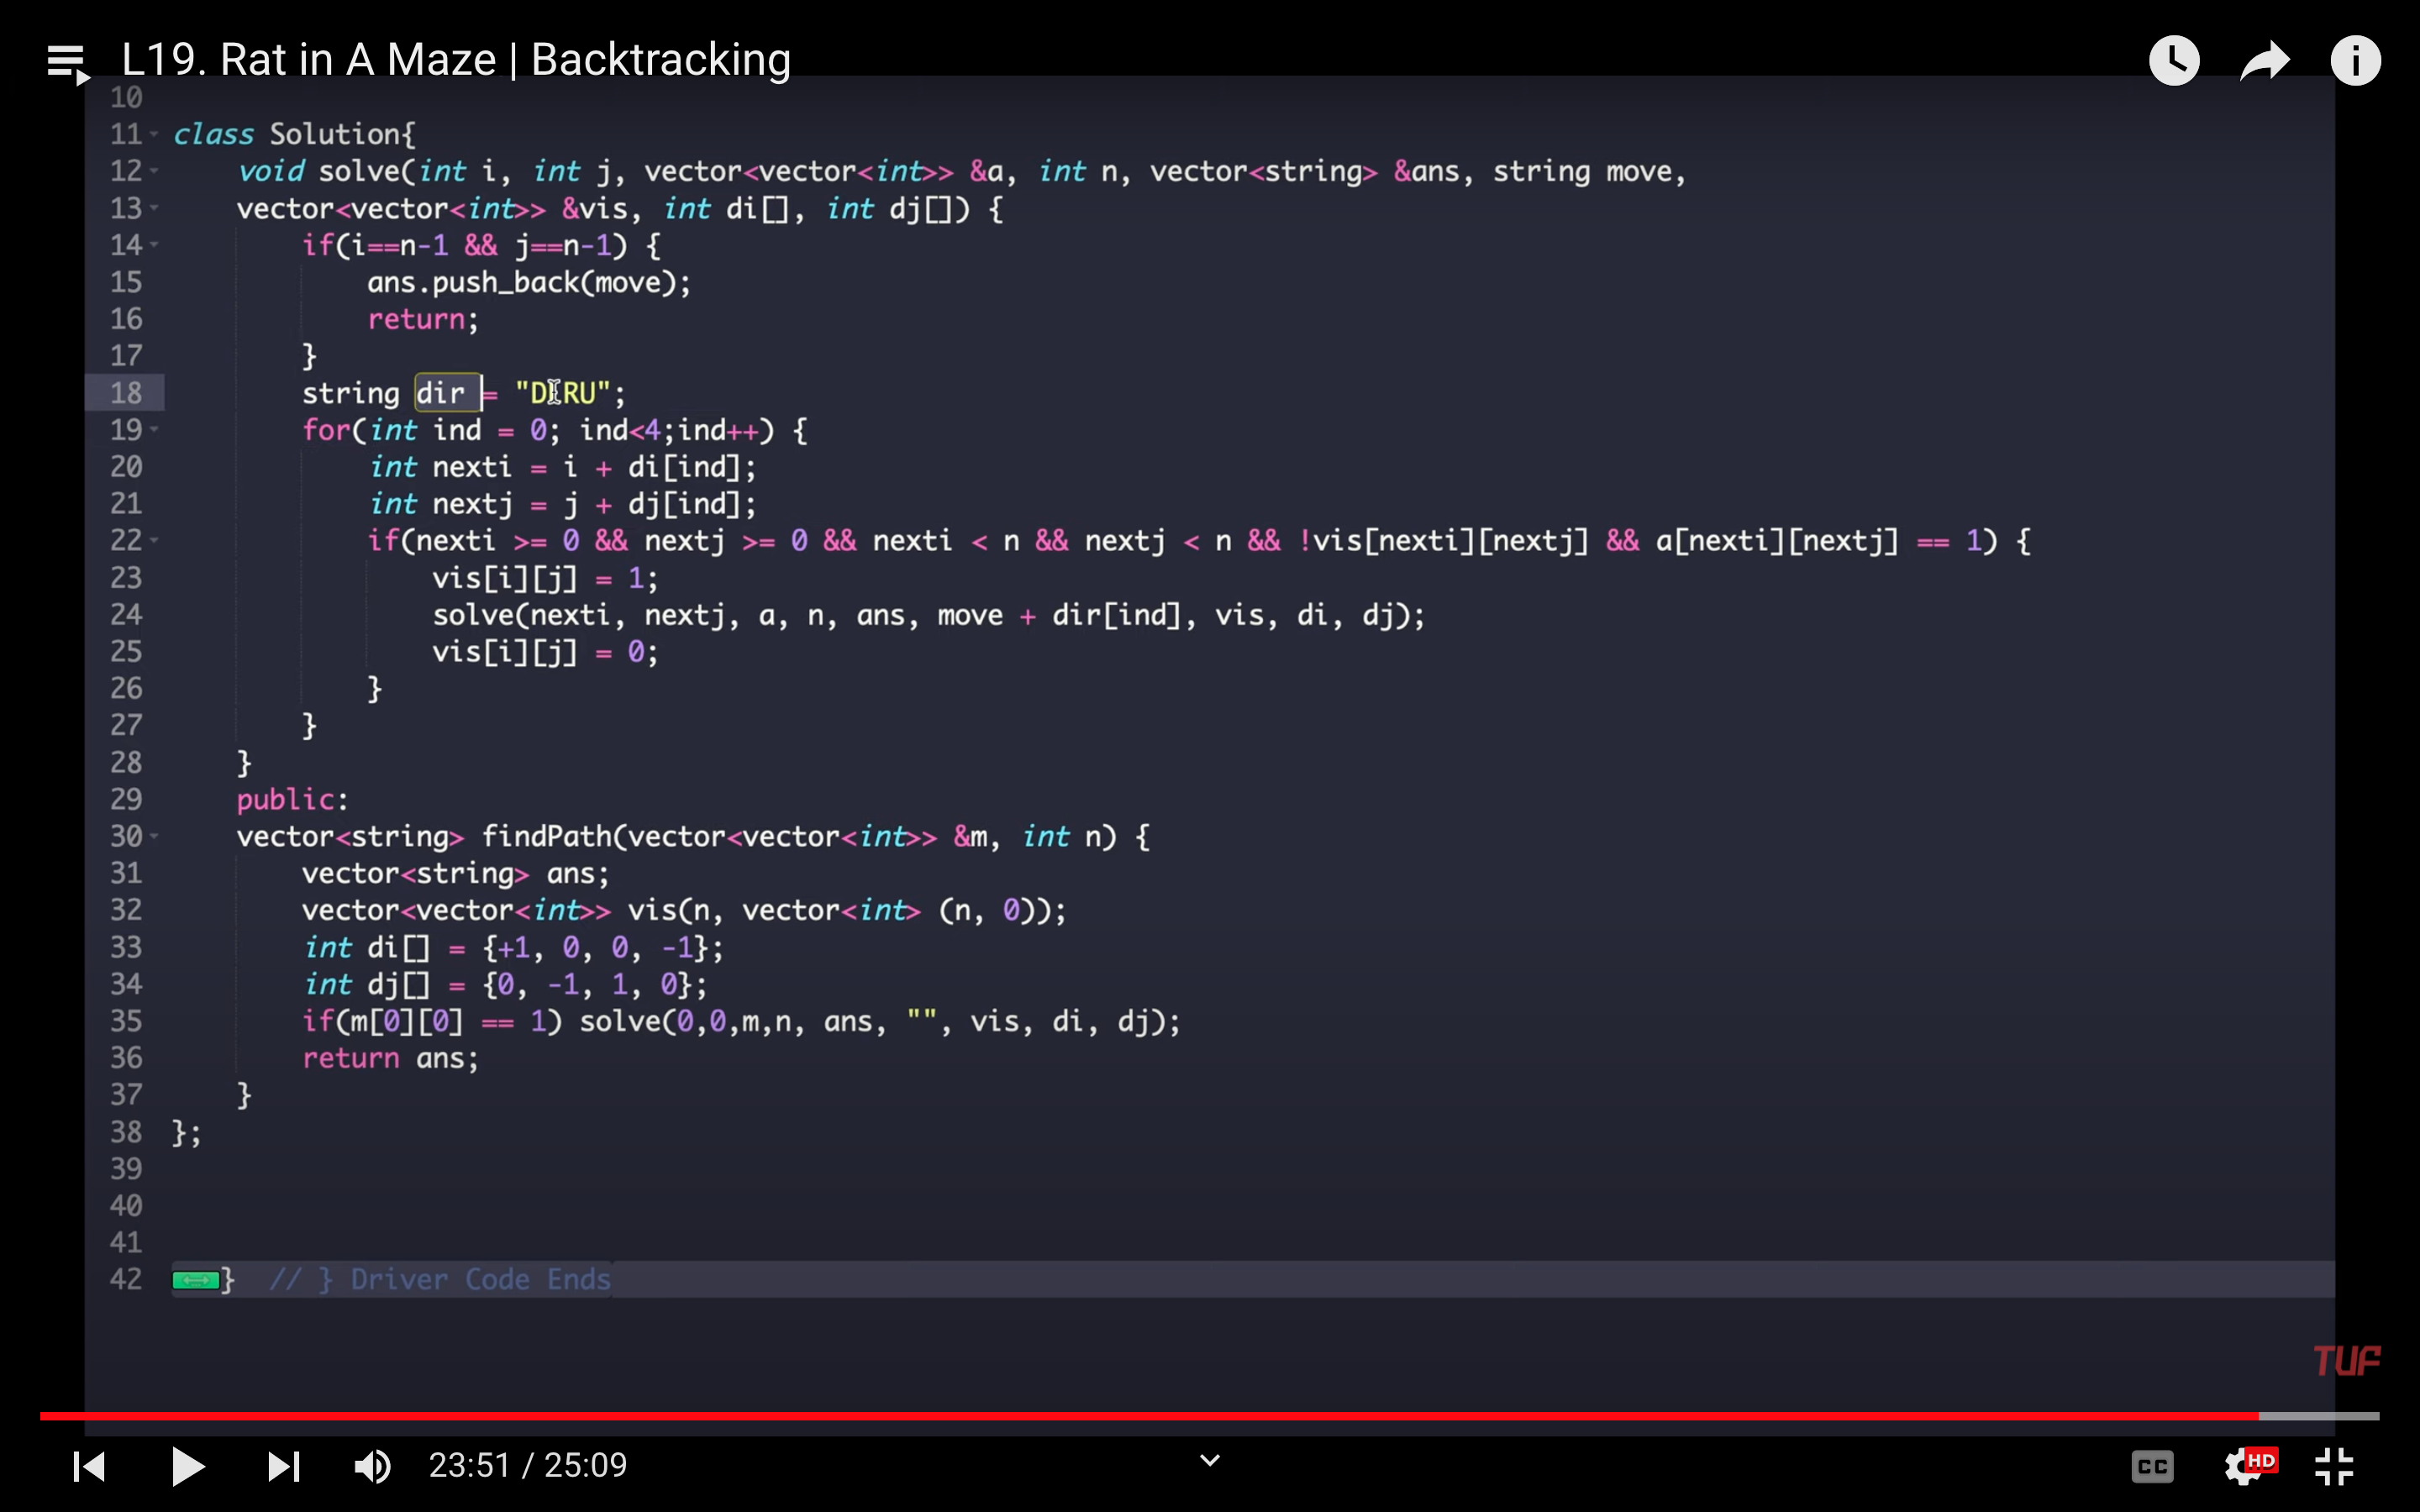 L19. Rat in A Maze | Backtracking
10
11 class Solution{
12 void solve(int i, int j, vector<vector<int>> &a, int n, vector<string> &ans, string move,
13 vector<vector<int>> &vis, int di[], int dj[]) {
14 if(i==n-1 && j==n-1) {
15 ans.push_back(move);
16 return;
17 }
18 string dir = "DLRU";
19 for(int ind = 0; ind<4;ind++) {
20 int nexti = i + di[ind];
21 int nextj = j + dj[ind];
22 if(nexti >= 0 && nextj >= 0 && nexti < n && nextj < n && !vis[nexti][nextj] && a[nexti][nextj] == 1) {
23 vis[i][j] = 1;
24 solve(nexti, nextj, a, n, ans, move + dir[ind], vis, di, dj);
25 vis[i][j] = 0;
26 }
27 }
28 }
29 public:
30 vector<string> findPath(vector<vector<int>> &m, int n) {
31 vector<string> ans;
32 vector<vector<int>> vis(n, vector<int> (n, 0));
33 int di[] = {+1, 0, 0, -1};
34 int dj[] = {0, -1, 1, 0};
35 if(m[0][0] == 1) solve(0,0,m,n, ans, "", vis, di, dj);
36 return ans;
37 }
38 };
39
40
41
42 } // } Driver Code Ends
TUF
23:51 / 25:09
CC
HD